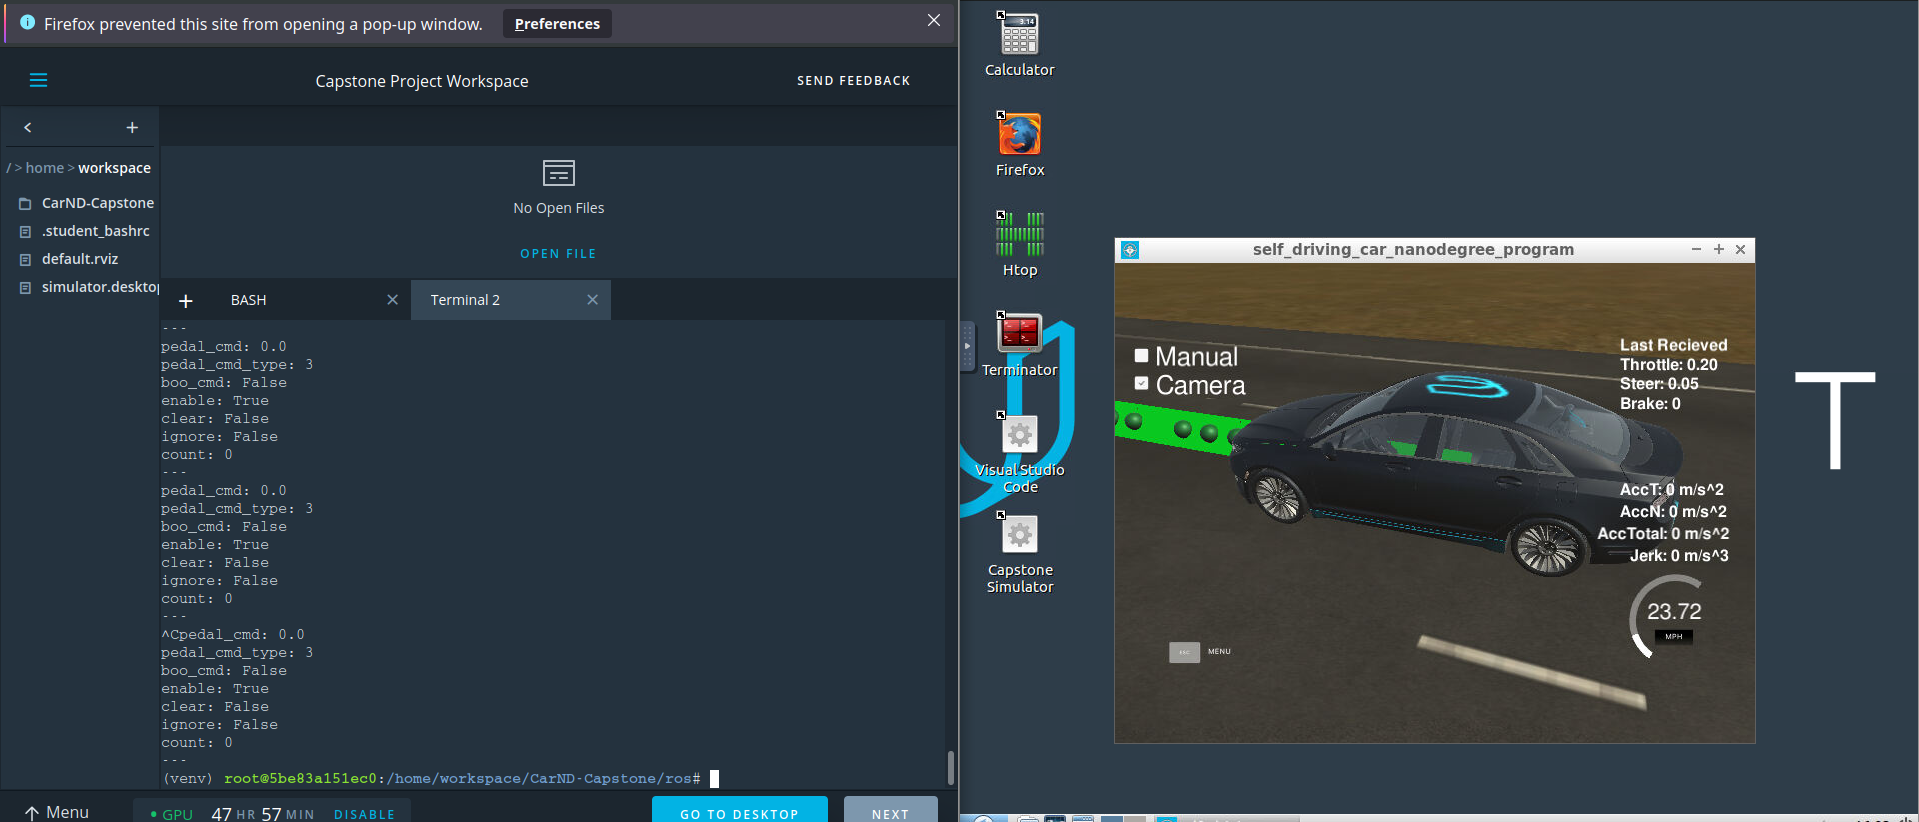 Firefox prevented this site from opening a pop-up window.
Preferences
Capstone Project Workspace
SEND FEEDBACK
/ > home > workspace
CarND-Capstone
.student_bashrc
default.rviz
simulator.desktop
No Open Files
OPEN FILE
BASH
Terminal 2
---
pedal_cmd: 0.0
pedal_cmd_type: 3
boo_cmd: False
enable: True
clear: False
ignore: False
count: 0
---
pedal_cmd: 0.0
pedal_cmd_type: 3
boo_cmd: False
enable: True
clear: False
ignore: False
count: 0
---
^Cpedal_cmd: 0.0
pedal_cmd_type: 3
boo_cmd: False
enable: True
clear: False
ignore: False
count: 0
---
(venv) root@5be83a151ec0:/home/workspace/CarND-Capstone/ros#
Menu
GPU 47 HR 57 MIN DISABLE
GO TO DESKTOP
NEXT
3.14
Calculator
Firefox
Htop
Terminator
Visual Studio
Code
Capstone
Simulator
self_driving_car_nanodegree_program
Manual
Camera
Last Recieved
Throttle: 0.20
Steer: 0.05
Brake: 0
AccT: 0 m/s^2
AccN: 0 m/s^2
AccTotal: 0 m/s^2
Jerk: 0 m/s^3
23.72
MPH
ESC
MENU
T